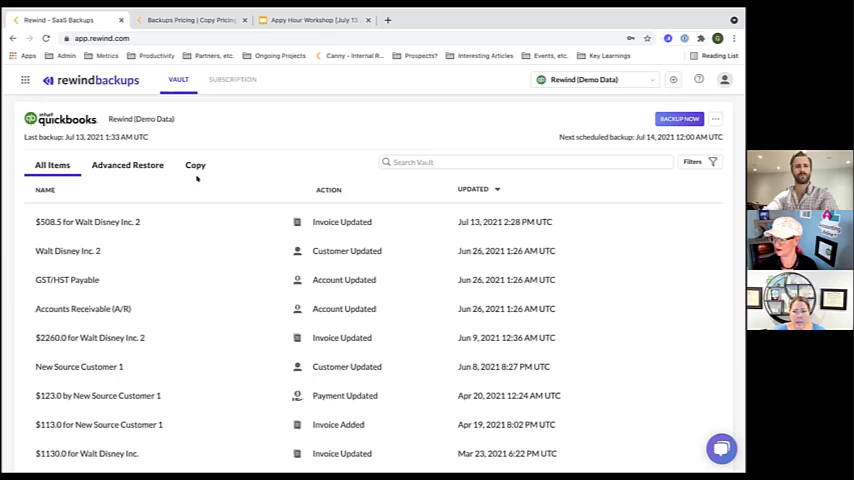 Rewind - SaaS Backups
Backups Pricing | Copy Pricing
Appy Hour Workshop [July 13
app.rewind.com
Apps
Admin
Metrics
Productivity
Partners, etc.
Ongoing Projects
Canny - Internal R...
Prospects?
Interesting Articles
Events, etc.
Key Learnings
Reading List
rewindbackups
VAULT
SUBSCRIPTION
Rewind (Demo Data)
intuit
quickbooks.
Rewind (Demo Data)
BACKUP NOW
Last backup: Jul 13, 2021 1:33 AM UTC
Next scheduled backup: Jul 14, 2021 12:00 AM UTC
All Items
Advanced Restore
Copy
Search Vault
Filters
NAME ACTION UPDATED
$508.5 for Walt Disney Inc. 2 Invoice Updated Jul 13, 2021 2:28 PM UTC
Walt Disney Inc. 2 Customer Updated Jun 26, 2021 1:26 AM UTC
GST/HST Payable Account Updated Jun 26, 2021 1:26 AM UTC
Accounts Receivable (A/R) Account Updated Jun 26, 2021 1:26 AM UTC
$2260.0 for Walt Disney Inc. 2 Invoice Updated Jun 9, 2021 12:36 AM UTC
New Source Customer 1 Customer Updated Jun 8, 2021 8:27 PM UTC
$123.0 by New Source Customer 1 Payment Updated Apr 20, 2021 12:24 AM UTC
$113.0 for New Source Customer 1 Invoice Added Apr 19, 2021 8:02 PM UTC
$1130.0 for Walt Disney Inc. Invoice Updated Mar 23, 2021 6:22 PM UTC